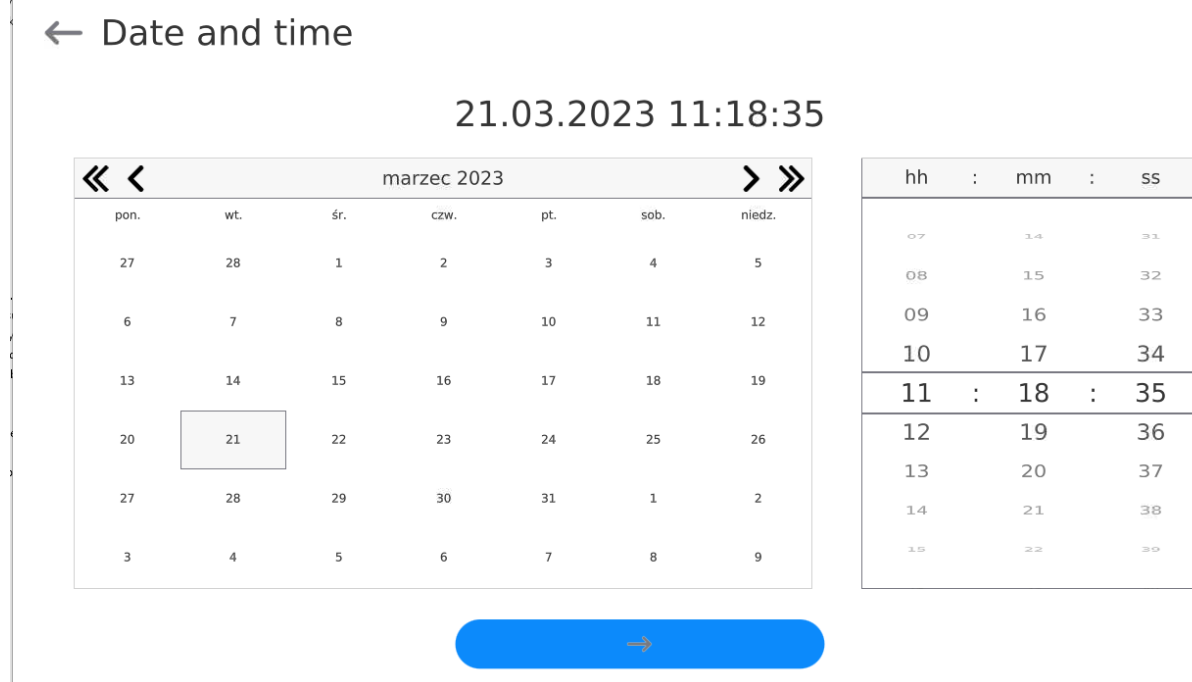 Date and time
21.03.2023 11:18:35
marzec 2023
pon. wt. śr. czw. pt. sob. niedz.
27 28 1 2 3 4 5
6 7 8 9 10 11 12
13 14 15 16 17 18 19
20 21 22 23 24 25 26
27 28 29 30 31 1 2
3 4 5 6 7 8 9
hh : mm : ss
07 14 31
08 15 32
09 16 33
10 17 34
11 : 18 : 35
12 19 36
13 20 37
14 21 38
15 22 39